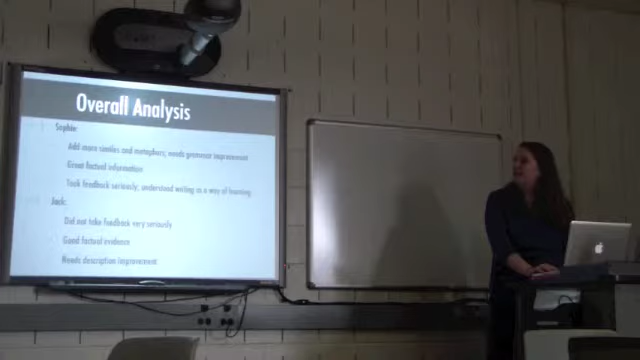 Overall Analysis
Sophie:
Add more similes and metaphors; needs grammar improvement
Great factual information
Took feedback seriously, understood writing as a way of learning
Jack:
Did not take feedback very seriously
Good factual evidence
Needs description improvement